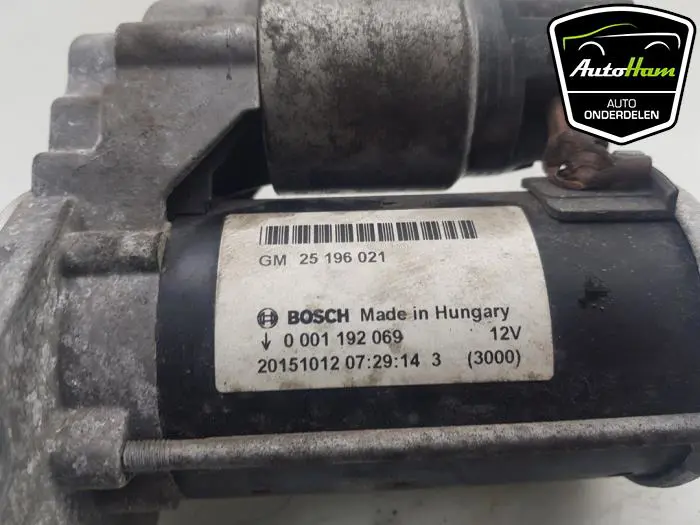 AutoHam
AUTO
ONDERDELEN
GM 25 196 021
BOSCH Made in Hungary
↓ 0 001 192 069 12V
20151012 07:29:14 3 (3000)